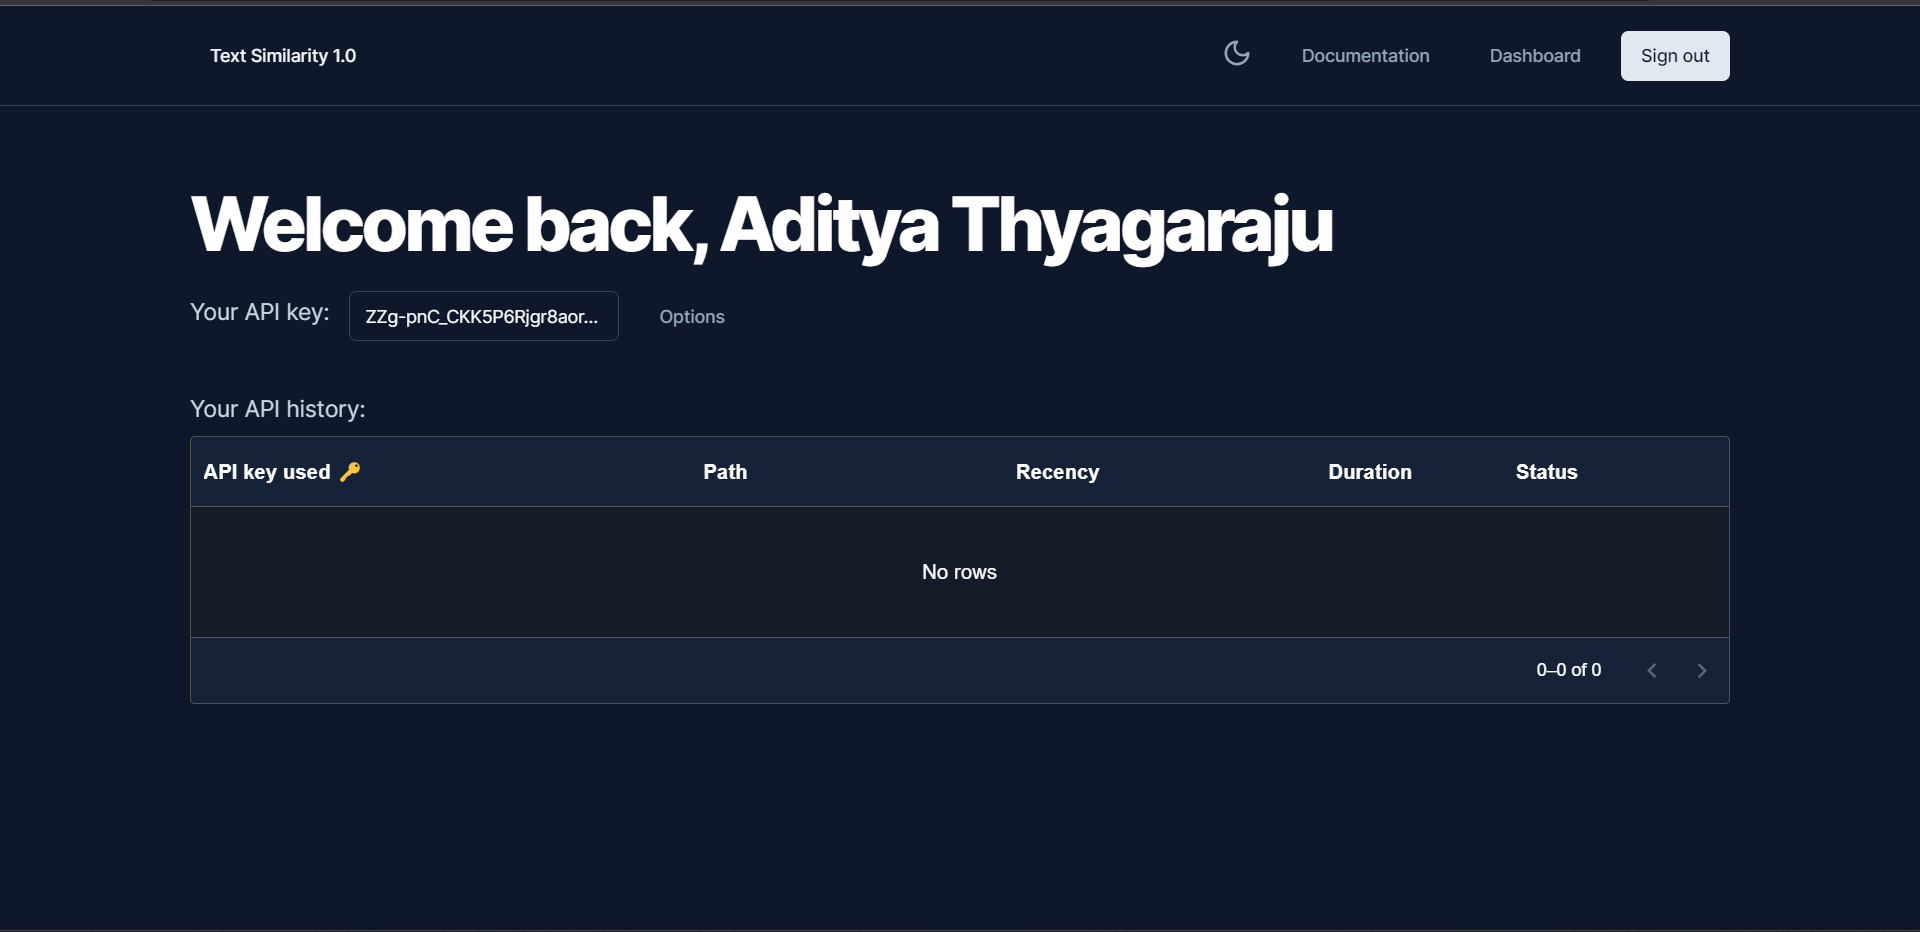 Text Similarity 1.0
Documentation
Dashboard
Sign out
Welcome back, Aditya Thyagaraju
Your API key:
ZZg-pnC_CKK5P6Rjgr8aor...
Options
Your API history:
API key used 🔑 Path Recency Duration Status
No rows
0–0 of 0